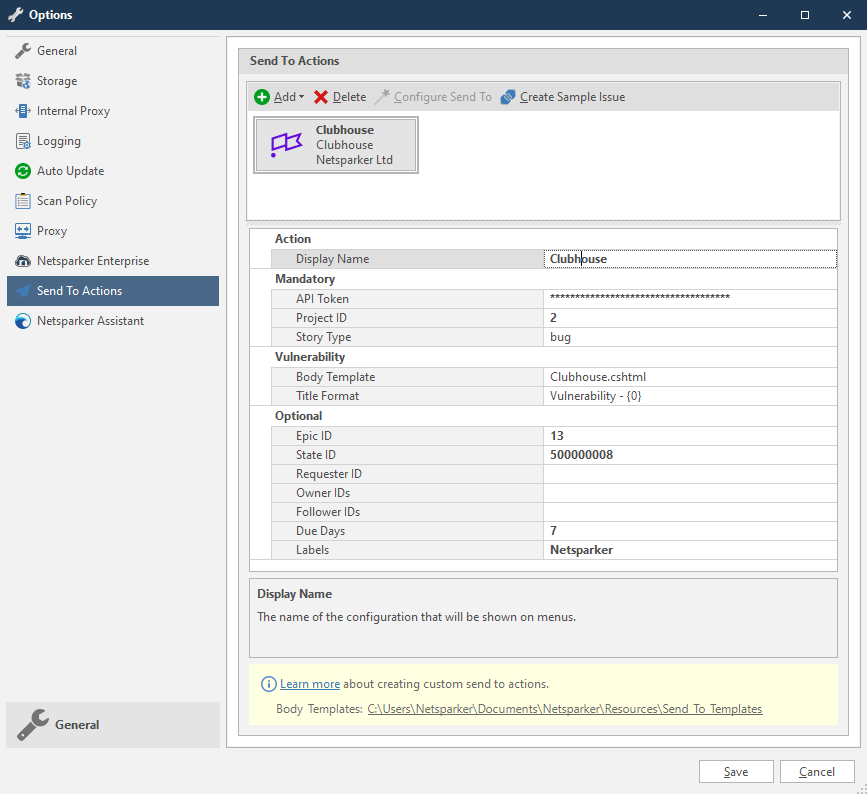 Options
General
Storage
Internal Proxy
Logging
Auto Update
Scan Policy
Proxy
Netsparker Enterprise
Send To Actions
Netsparker Assistant
General
Send To Actions
Add Delete Configure Send To Create Sample Issue
Clubhouse
Clubhouse
Netsparker Ltd
Action
Display Name Clubhouse
Mandatory
API Token ************************************
Project ID 2
Story Type bug
Vulnerability
Body Template Clubhouse.cshtml
Title Format Vulnerability - {0}
Optional
Epic ID 13
State ID 500000008
Requester ID
Owner IDs
Follower IDs
Due Days 7
Labels Netsparker
Display Name
The name of the configuration that will be shown on menus.
Learn more about creating custom send to actions.
Body Templates: C:\Users\Netsparker\Documents\Netsparker\Resources\Send To Templates
Save Cancel